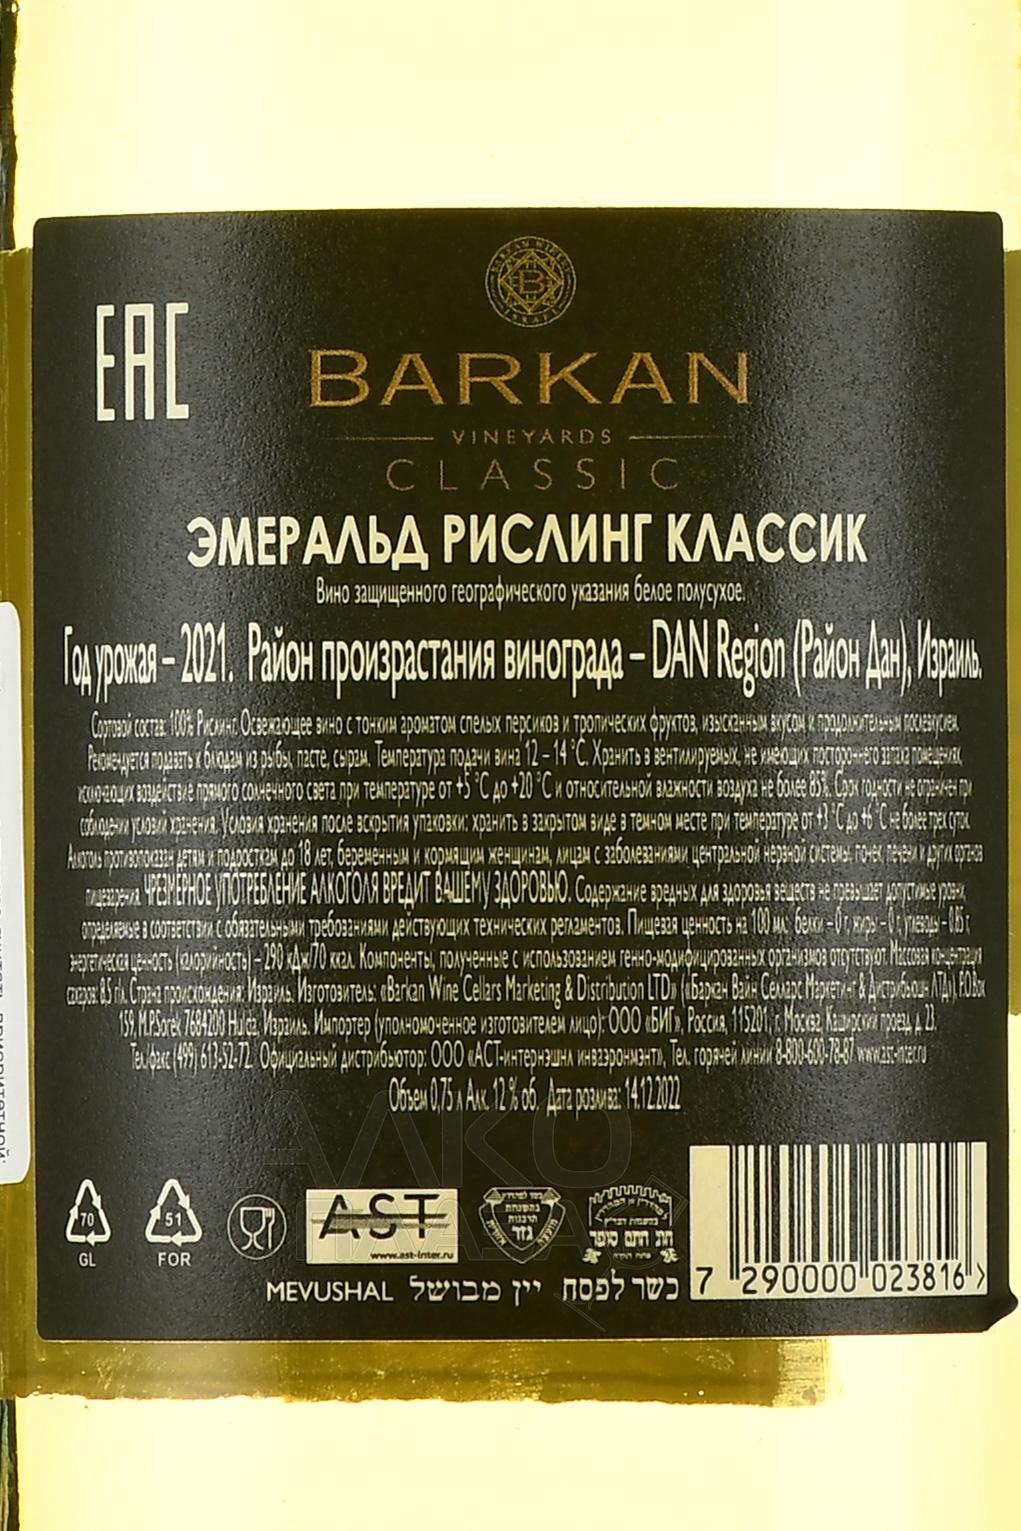 EAC
BARKAN
VINEYARDS
CLASSIC
ЭМЕРАЛЬД РИСЛИНГ КЛАССИК
Вино защищенного географического указания белое полусухое.
Год урожая – 2021. Район произрастания винограда – DAN Region (Район Дан), Израиль.
Сортовой состав: 100% Рислинг. Освежающее вино с тонким ароматом спелых персиков и тропических фруктов, изысканным вкусом и продолжительным послевкусием.
Рекомендуется подавать к блюдам из рыбы, пасте, сырам. Температура подачи вина 12 – 14 °C. Хранить в вентилируемых, не имеющих постороннего запаха помещениях,
исключающих воздействие прямого солнечного света при температуре от +5 °C до +20 °C и относительной влажности воздуха не более 85%. Срок годности не ограничен при
соблюдении условий хранения. Условия хранения после вскрытия упаковки: хранить в закрытом виде в темном месте при температуре от +3 °C до +6 °C не более трех суток.
Алкоголь противопоказан детям и подросткам до 18 лет, беременным и кормящим женщинам, лицам с заболеваниями центральной нервной системы, почек, печени и других органов
пищеварения. ЧРЕЗМЕРНОЕ УПОТРЕБЛЕНИЕ АЛКОГОЛЯ ВРЕДИТ ВАШЕМУ ЗДОРОВЬЮ. Содержание вредных для здоровья веществ не превышает допустимые уровни,
определяемые в соответствии с обязательными требованиями действующих технических регламентов. Пищевая ценность на 100 мл: белки – 0 г, жиры – 0 г, углеводы – 0,85 г,
энергетическая ценность (калорийность) – 290 кДж/70 ккал. Компоненты, полученные с использованием генно-модифицированных организмов отсутствуют. Массовая концентрация
сахаров: 8.5 г/л. Страна происхождения: Израиль. Изготовитель: «Barkan Wine Cellars Marketing & Distribution LTD» («Баркан Вайн Селларс Маркетинг & Дистрибьюшн ЛТД»), P.O.Box
159, M.P.Sorek 7684200 Hulda, Израиль. Импортер (уполномоченное изготовителем лицо): ООО «БИГ», Россия, 115201, г. Москва, Каширский проезд, д. 23.
Тел./факс (499) 613-52-72. Официальный дистрибьютор: ООО «АСТ-интернэшнл инваэронмэнт», Тел. горячей линии 8-800-600-78-87 www.ast-inter.ru
Объем 0,75 л Алк. 12 % об. Дата розлива: 14.12.2022
70
GL
51
FOR
AST
www.ast-inter.ru
גזר
חת חתם סופר
MEVUSHAL יין מבושל כשר לפסח
7 290000 023816 >